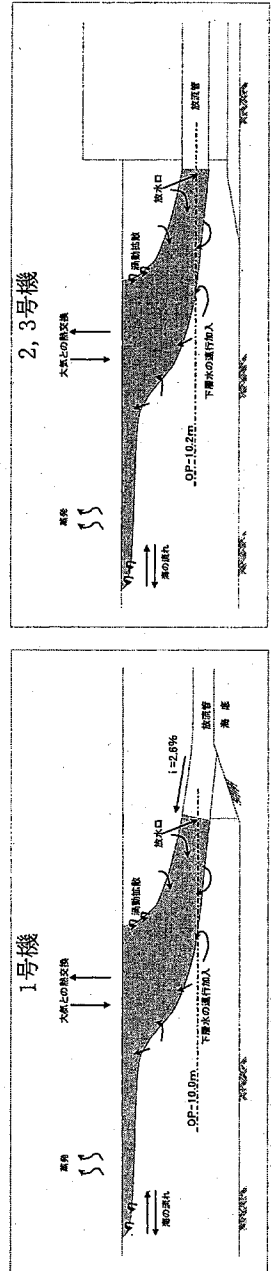 1号機
大気との熱交換
蒸発
渦動拡散
海の流れ
放水口
i=2.6%
放流管
海底
下層水の連行加入
OP-10.0m
2,3号機
大気との熱交換
蒸発
渦動拡散
海の流れ
放水口
放流管
下層水の連行加入
OP-10.2m